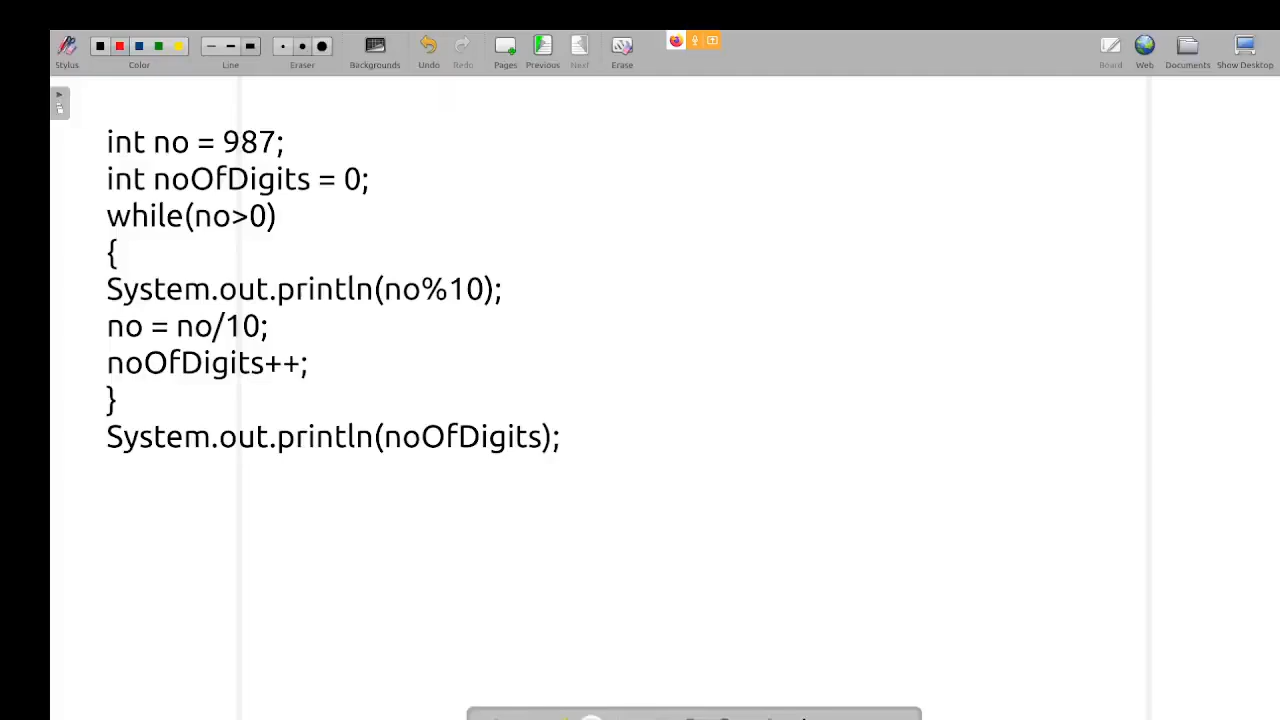 Stylus
Color
Line
Eraser
Backgrounds
Undo
Redo
Pages
Previous
Next
Erase
Board
Web
Documents
Show Desktop
int no = 987;
int noOfDigits = 0;
while(no>0)
{
System.out.println(no%10);
no = no/10;
noOfDigits++;
}
System.out.println(noOfDigits);